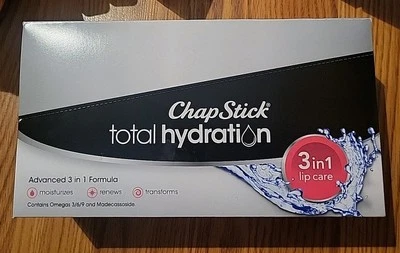 ChapStick®
total hydration
3 in 1
lip care
Advanced 3 in 1 Formula
moisturizes renews transforms
Contains Omegas 3/6/9 and Madecassoside.